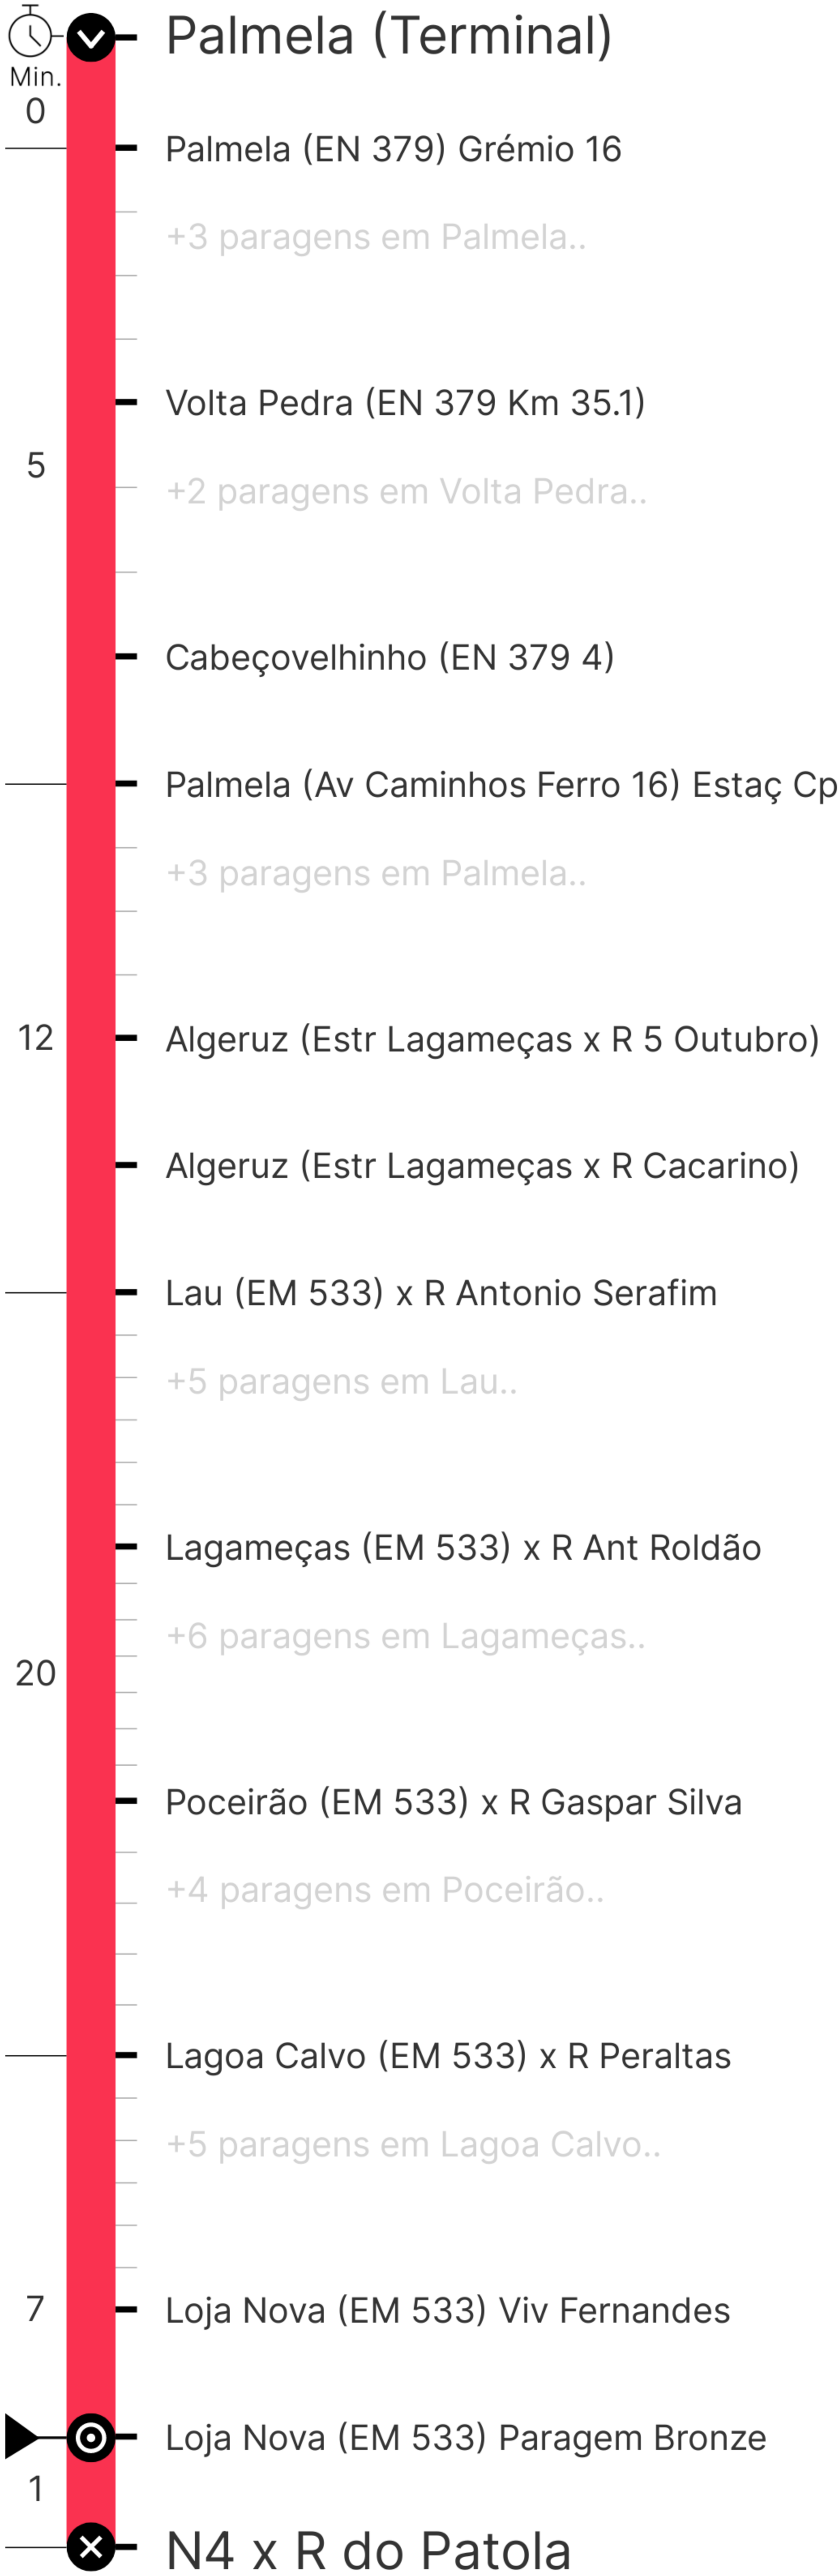 Palmela (Terminal)
Min.
0
Palmela (EN 379) Grémio 16
+3 paragens em Palmela..
Volta Pedra (EN 379 Km 35.1)
5
+2 paragens em Volta Pedra..
Cabeçovelhinho (EN 379 4)
Palmela (Av Caminhos Ferro 16) Estaç Cp
+3 paragens em Palmela..
12
Algeruz (Estr Lagameças x R 5 Outubro)
Algeruz (Estr Lagameças x R Cacarino)
Lau (EM 533) x R Antonio Serafim
+5 paragens em Lau..
Lagameças (EM 533) x R Ant Roldão
+6 paragens em Lagameças..
20
Poceirão (EM 533) x R Gaspar Silva
+4 paragens em Poceirão..
Lagoa Calvo (EM 533) x R Peraltas
+5 paragens em Lagoa Calvo..
7
Loja Nova (EM 533) Viv Fernandes
Loja Nova (EM 533) Paragem Bronze
1
N4 x R do Patola